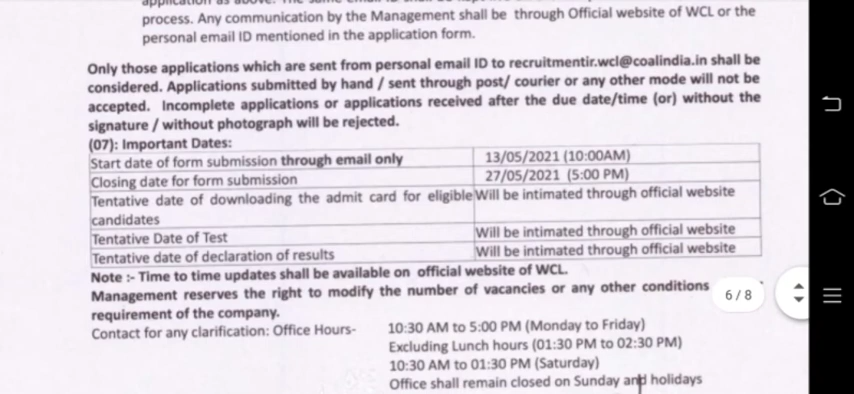 application as above. The same email ID shall be
process. Any communication by the Management shall be through Official website of WCL or the
personal email ID mentioned in the application form.
Only those applications which are sent from personal email ID to recruitmentir.wcl@coalindia.in shall be
considered. Applications submitted by hand / sent through post/ courier or any other mode will not be
accepted. Incomplete applications or applications received after the due date/time (or) without the
signature / without photograph will be rejected.
(07): Important Dates:
Start date of form submission through email only 13/05/2021 (10:00AM)
Closing date for form submission 27/05/2021 (5:00 PM)
Tentative date of downloading the admit card for eligible Will be intimated through official website
candidates
Tentative Date of Test Will be intimated through official website
Tentative date of declaration of results Will be intimated through official website
Note :- Time to time updates shall be available on official website of WCL.
Management reserves the right to modify the number of vacancies or any other conditions
6 / 8
requirement of the company.
Contact for any clarification: Office Hours- 10:30 AM to 5:00 PM (Monday to Friday)
Excluding Lunch hours (01:30 PM to 02:30 PM)
10:30 AM to 01:30 PM (Saturday)
Office shall remain closed on Sunday and holidays